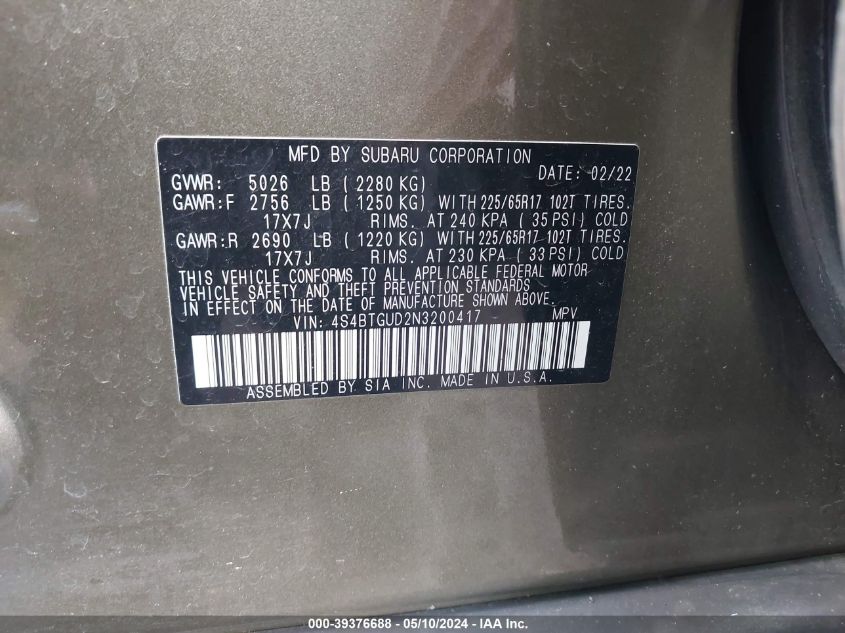 MFD BY SUBARU CORPORATION
DATE: 02/22
GVWR: 5026 LB ( 2280 KG)
GAWR:F 2756 LB ( 1250 KG) WITH 225/65R17 102T TIRES.
17X7J RIMS. AT 240 KPA ( 35 PSI) COLD
GAWR:R 2690 LB ( 1220 KG) WITH 225/65R17 102T TIRES.
17X7J RIMS. AT 230 KPA ( 33 PSI) COLD
THIS VEHICLE CONFORMS TO ALL APPLICABLE FEDERAL MOTOR
VEHICLE SAFETY AND THEFT PREVENTION STANDARDS
IN EFFECT ON THE DATE OF MANUFACTURE SHOWN ABOVE.
VIN: 4S4BTGUD2N3200417 MPV
ASSEMBLED BY SIA INC. MADE IN U.S.A.
000-39376688 - 05/10/2024 - IAA Inc.